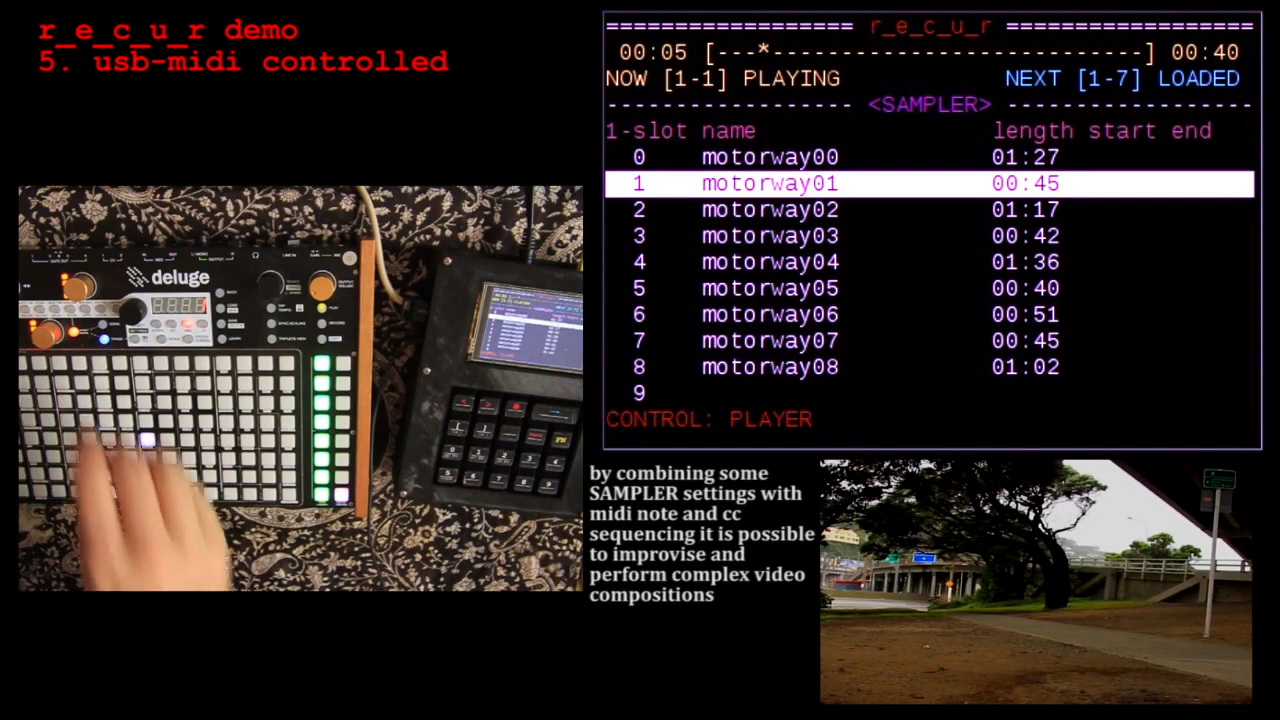 r_e_c_u_r demo
5. usb-midi controlled
================== r_e_c_u_r ==================
00:05 [---*----------------------------] 00:40
NOW [1-1] PLAYING NEXT [1-7] LOADED
------------------ <SAMPLER> ------------------
1-slot name length start end
0 motorway00 01:27
1 motorway01 00:45
2 motorway02 01:17
3 motorway03 00:42
4 motorway04 01:36
5 motorway05 00:40
6 motorway06 00:51
7 motorway07 00:45
8 motorway08 01:02
9
CONTROL: PLAYER
deluge
by combining some
SAMPLER settings with
midi note and cc
sequencing it is possible
to improvise and
perform complex video
compositions